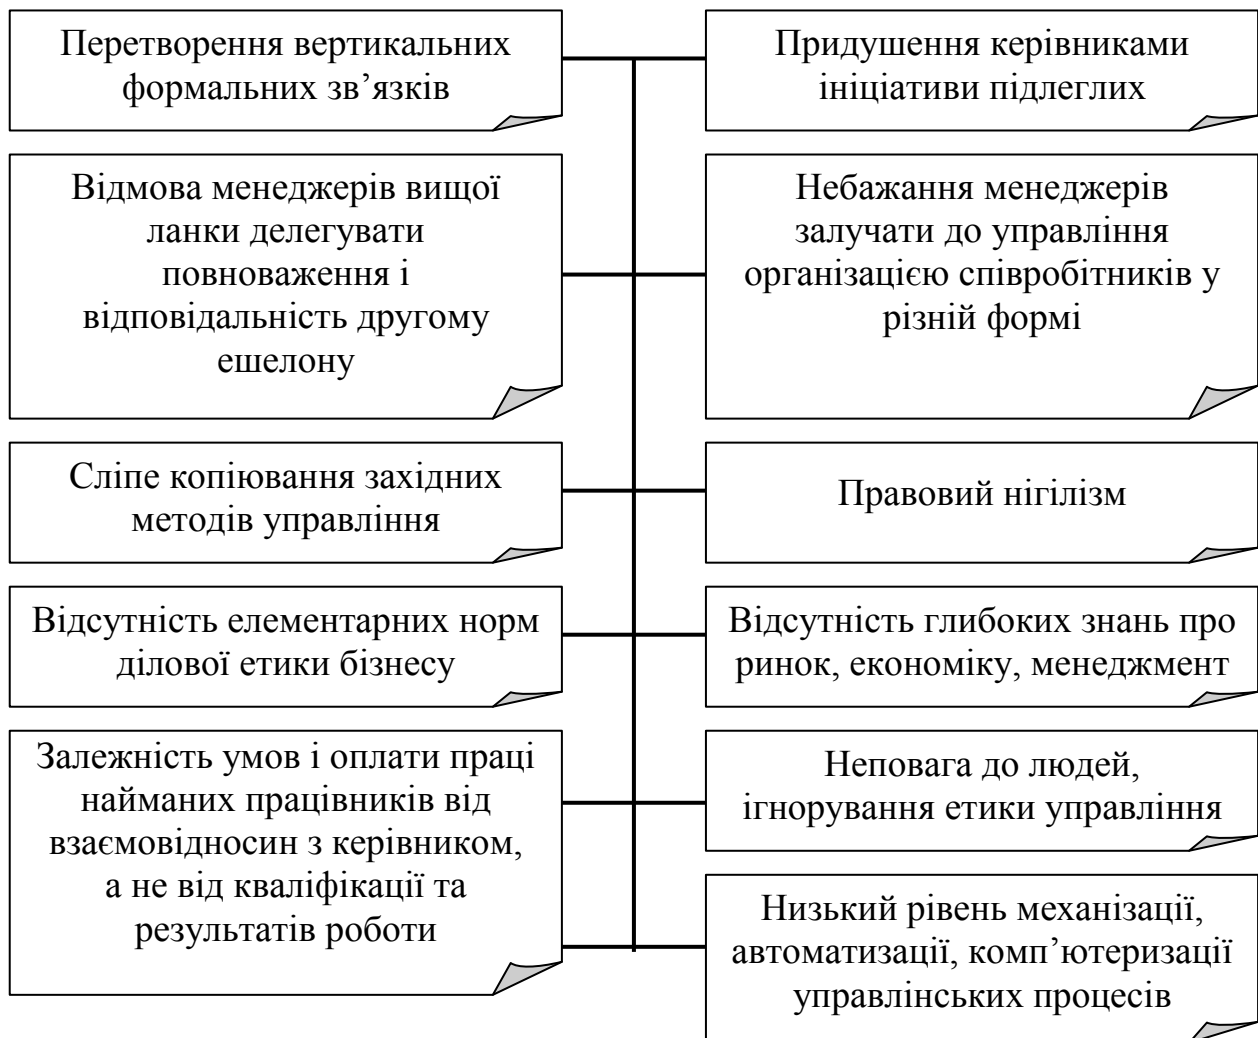 Перетворення вертикальних
формальних зв’язків
Придушення керівниками
ініціативи підлеглих
Відмова менеджерів вищої
ланки делегувати
повноваження і
відповідальність другому
ешелону
Небажання менеджерів
залучати до управління
організацією співробітників у
різній формі
Сліпе копіювання західних
методів управління
Правовий нігілізм
Відсутність елементарних норм
ділової етики бізнесу
Відсутність глибоких знань про
ринок, економіку, менеджмент
Залежність умов і оплати праці
найманих працівників від
взаємовідносин з керівником,
а не від кваліфікації та
результатів роботи
Неповага до людей,
ігнорування етики управління
Низький рівень механізації,
автоматизації, комп’ютеризації
управлінських процесів